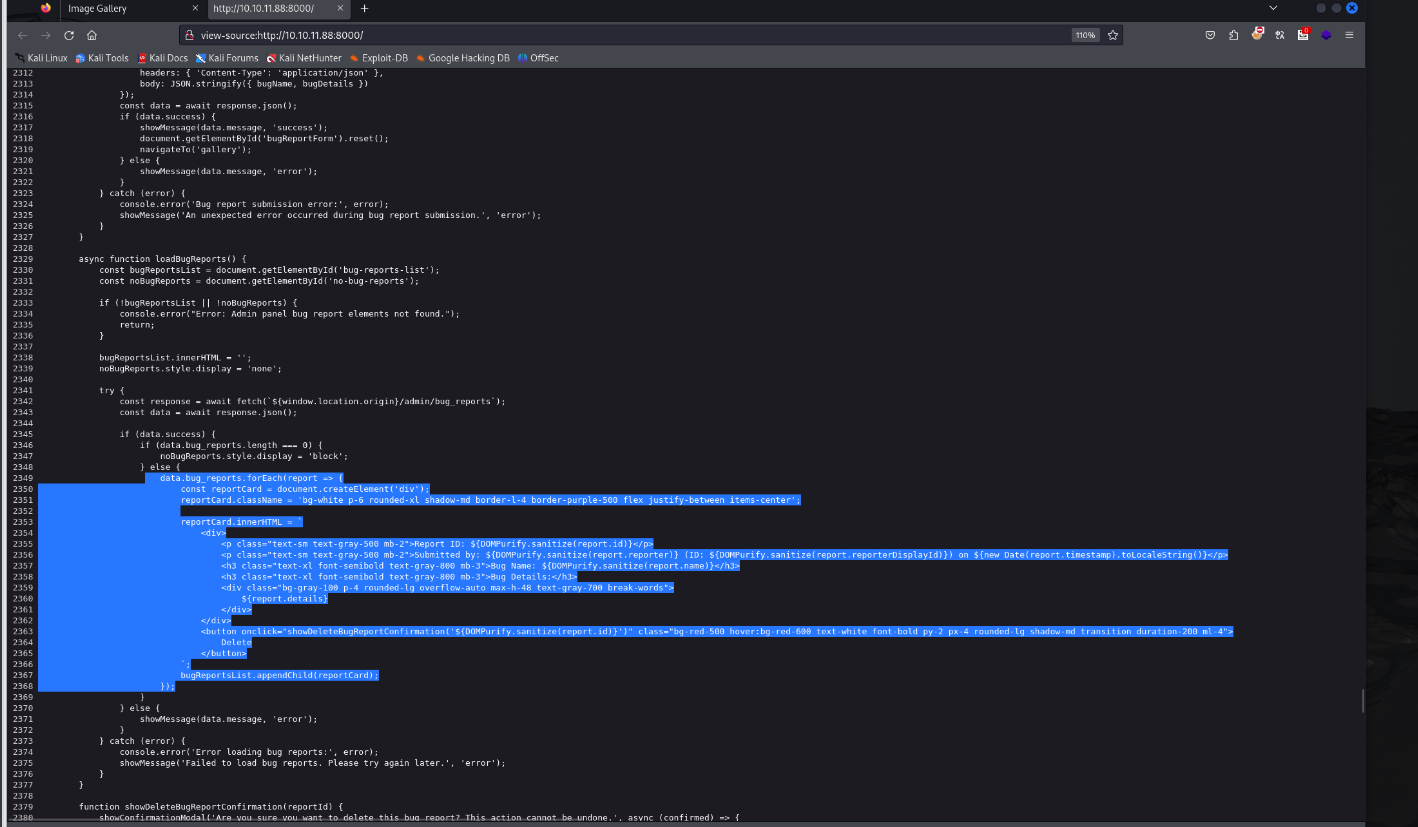 Image Gallery × http://10.10.11.88:8000/ × +
view-source:http://10.10.11.88:8000/ 110%
Kali Linux Kali Tools Kali Docs Kali Forums Kali NetHunter Exploit-DB Google Hacking DB OffSec
2312 headers: { 'Content-Type': 'application/json' },
2313 body: JSON.stringify({ bugName, bugDetails })
2314 });
2315 const data = await response.json();
2316 if (data.success) {
2317 showMessage(data.message, 'success');
2318 document.getElementById('bugReportForm').reset();
2319 navigateTo('gallery');
2320 } else {
2321 showMessage(data.message, 'error');
2322 }
2323 } catch (error) {
2324 console.error('Bug report submission error:', error);
2325 showMessage('An unexpected error occurred during bug report submission.', 'error');
2326 }
2327 }
2328
2329 async function loadBugReports() {
2330 const bugReportsList = document.getElementById('bug-reports-list');
2331 const noBugReports = document.getElementById('no-bug-reports');
2332
2333 if (!bugReportsList || !noBugReports) {
2334 console.error("Error: Admin panel bug report elements not found.");
2335 return;
2336 }
2337
2338 bugReportsList.innerHTML = '';
2339 noBugReports.style.display = 'none';
2340
2341 try {
2342 const response = await fetch(`${window.location.origin}/admin/bug_reports`);
2343 const data = await response.json();
2344
2345 if (data.success) {
2346 if (data.bug_reports.length === 0) {
2347 noBugReports.style.display = 'block';
2348 } else {
2349 data.bug_reports.forEach(report => {
2350 const reportCard = document.createElement('div');
2351 reportCard.className = 'bg-white p-6 rounded-xl shadow-md border-l-4 border-purple-500 flex justify-between items-center';
2352
2353 reportCard.innerHTML = `
2354 <div>
2355 <p class="text-sm text-gray-500 mb-2">Report ID: ${DOMPurify.sanitize(report.id)}</p>
2356 <p class="text-sm text-gray-500 mb-2">Submitted by: ${DOMPurify.sanitize(report.reporter)} (ID: ${DOMPurify.sanitize(report.reporterDisplayId)}) on ${new Date(report.timestamp).toLocaleString()}</p>
2357 <h3 class="text-xl font-semibold text-gray-800 mb-3">Bug Name: ${DOMPurify.sanitize(report.name)}</h3>
2358 <h3 class="text-xl font-semibold text-gray-800 mb-3">Bug Details:</h3>
2359 <div class="bg-gray-100 p-4 rounded-lg overflow-auto max-h-48 text-gray-700 break-words">
2360 ${report.details}
2361 </div>
2362 </div>
2363 <button onclick="showDeleteBugReportConfirmation('${DOMPurify.sanitize(report.id)}')" class="bg-red-500 hover:bg-red-600 text-white font-bold py-2 px-4 rounded-lg shadow-md transition duration-200 ml-4">
2364 Delete
2365 </button>
2366 `;
2367 bugReportsList.appendChild(reportCard);
2368 });
2369 }
2370 } else {
2371 showMessage(data.message, 'error');
2372 }
2373 } catch (error) {
2374 console.error('Error loading bug reports:', error);
2375 showMessage('Failed to load bug reports. Please try again later.', 'error');
2376 }
2377 }
2378
2379 function showDeleteBugReportConfirmation(reportId) {
2380 showConfirmationModal('Are you sure you want to delete this bug report? This action cannot be undone.', async (confirmed) => {